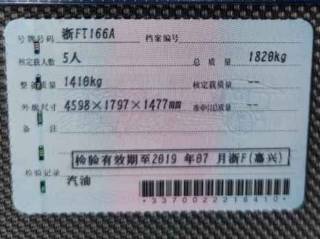 号牌号码 浙FT166A 档案编号
核定载人数 5人 总质量 1820kg
整备质量 1410kg 核定载质量 --
外廓尺寸 4598×1797×1477mm 准牵引总质量 --
备注
检验有效期至2019 年07 月浙F(嘉兴)
检验记录
汽油
*3370022218410*